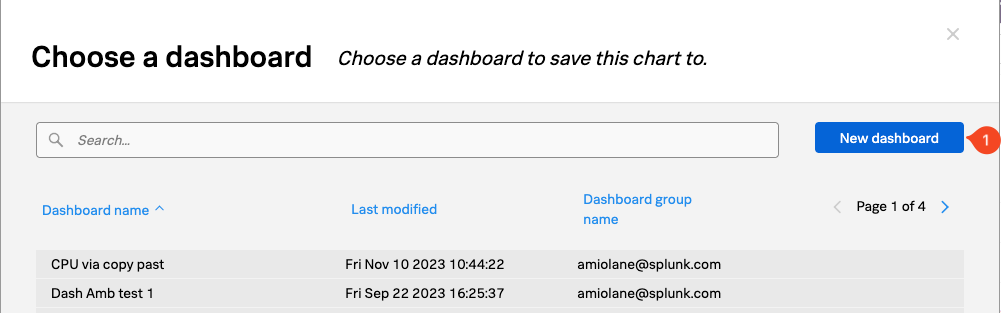 Choose a dashboard Choose a dashboard to save this chart to.
Search...
New dashboard
1
Dashboard name
Last modified
Dashboard group
name
Page 1 of 4
CPU via copy past Fri Nov 10 2023 10:44:22 amiolane@splunk.com
Dash Amb test 1 Fri Sep 22 2023 16:25:37 amiolane@splunk.com